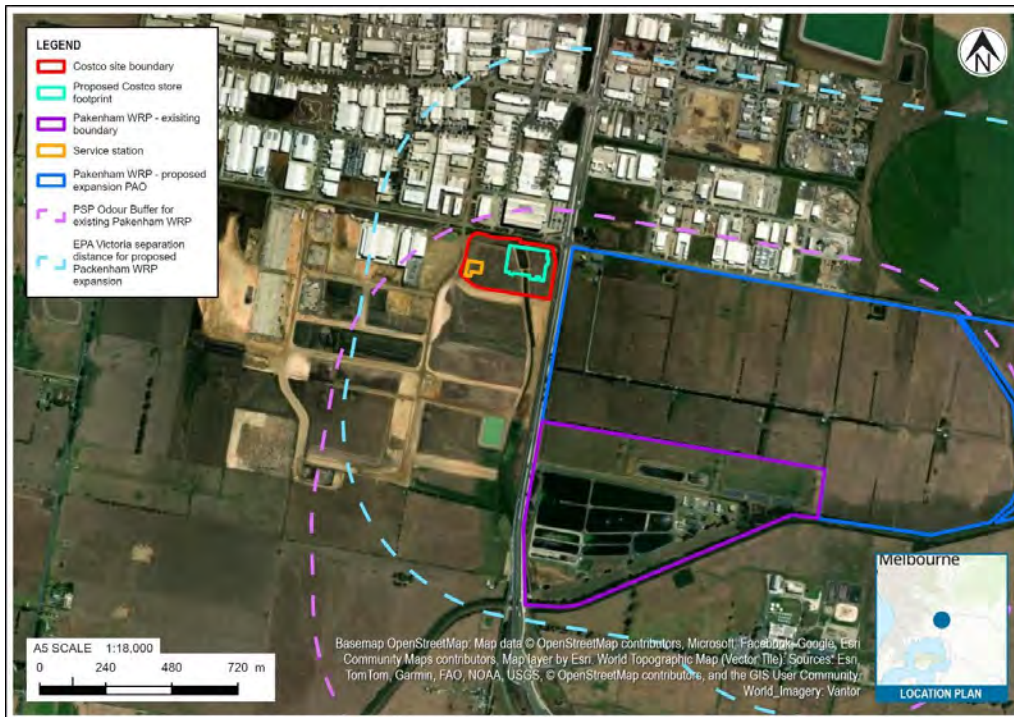 LEGEND
Costco site boundary
Proposed Costco store
footprint
Pakenham WRP - exisiting
boundary
Service station
Pakenham WRP - proposed
expansion PAO
PSP Odour Buffer for
existing Pakenham WRP
EPA Victoria separation
distance for proposed
Packenham WRP
expansion
N
A5 SCALE 1:18,000
0 240 480 720 m
Basemap OpenStreetMap: Map data © OpenStreetMap contributors, Microsoft, Facebook, Google, Esri
Community Maps contributors, Map layer by Esri. World Topographic Map (Vector Tile): Sources: Esri,
TomTom, Garmin, FAO, NOAA, USGS, © OpenStreetMap contributors, and the GIS User Community.
World_Imagery: Vantor
Melbourne
LOCATION PLAN